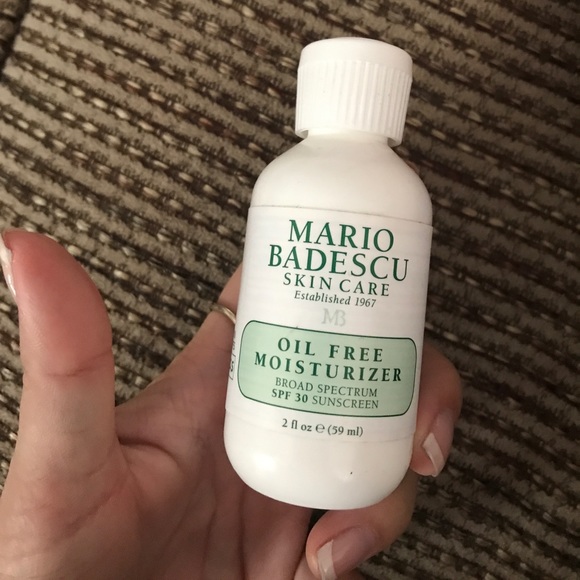 MARIO
BADESCU
SKIN CARE
Established 1967
MB
OIL FREE
MOISTURIZER
BROAD SPECTRUM
SPF 30 SUNSCREEN
2 fl oz e (59 ml)